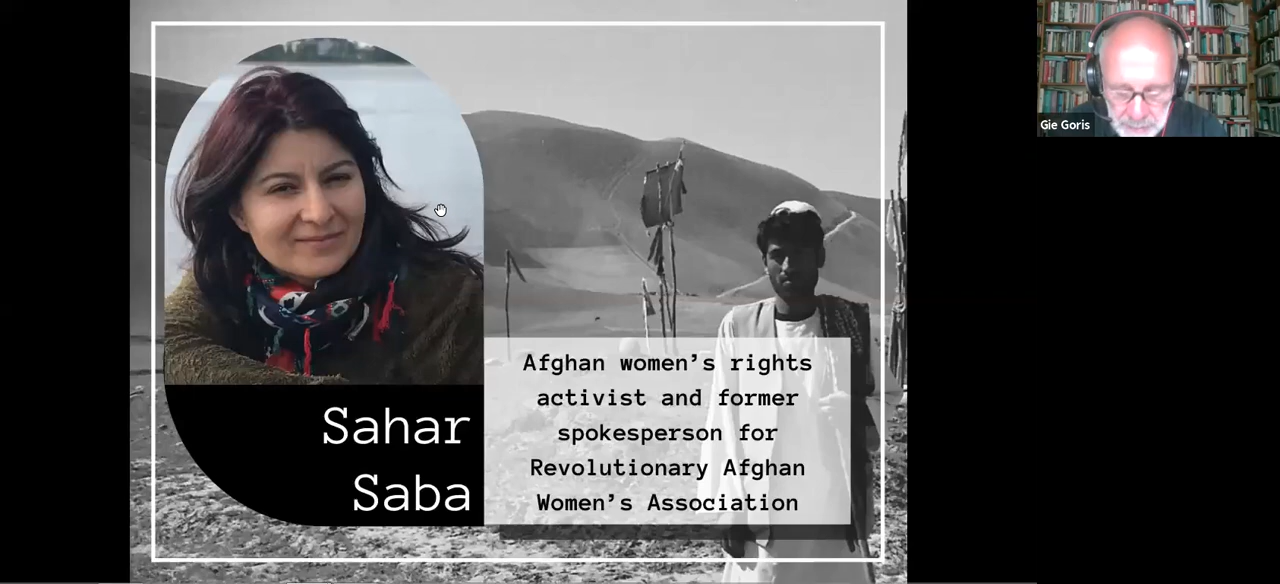 Sahar
Saba
Afghan women's rights
activist and former
spokesperson for
Revolutionary Afghan
Women's Association
Gie Goris